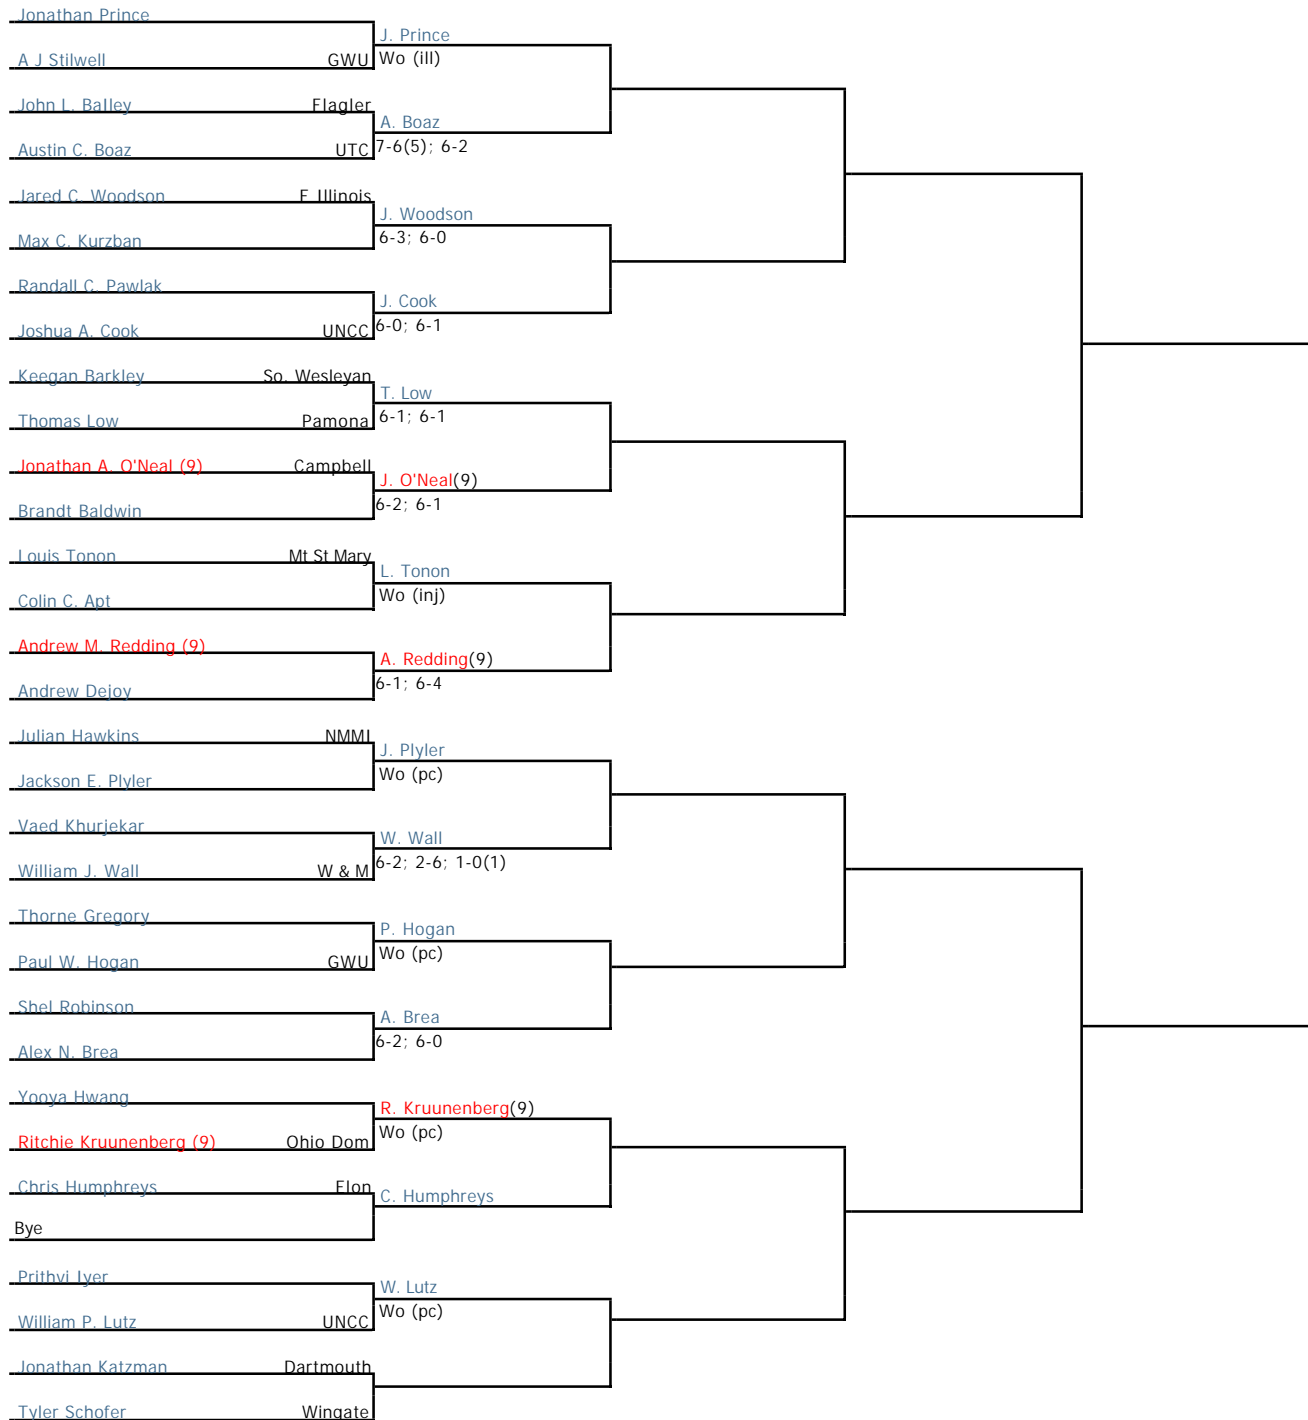 Jonathan Prince
J. Prince
A J Stilwell GWU
Wo (ill)
John L. Balley Flagler
A. Boaz
Austin C. Boaz UTC
7-6(5); 6-2
Jared C. Woodson E Illinois
J. Woodson
Max C. Kurzban
6-3; 6-0
Randall C. Pawlak
J. Cook
Joshua A. Cook UNCC
6-0; 6-1
Keegan Barkley So. Wesleyan
T. Low
Thomas Low Pamona
6-1; 6-1
Jonathan A. O'Neal (9) Campbell
J. O'Neal(9)
Brandt Baldwin
6-2; 6-1
Louis Tonon Mt St Mary
L. Tonon
Colin C. Apt
Wo (inj)
Andrew M. Redding (9)
A. Redding(9)
Andrew Dejoy
6-1; 6-4
Julian Hawkins NMMI
J. Plyler
Jackson E. Plyler
Wo (pc)
Vaed Khurjekar
W. Wall
William J. Wall W & M
6-2; 2-6; 1-0(1)
Thorne Gregory
P. Hogan
Paul W. Hogan GWU
Wo (pc)
Shel Robinson
A. Brea
Alex N. Brea
6-2; 6-0
Yooya Hwang
R. Kruunenberg(9)
Ritchie Kruunenberg (9) Ohio Dom
Wo (pc)
Chris Humphreys Elon
C. Humphreys
Bye
Prithvi Iyer
W. Lutz
William P. Lutz UNCC
Wo (pc)
Jonathan Katzman Dartmouth
Tyler Schofer Wingate